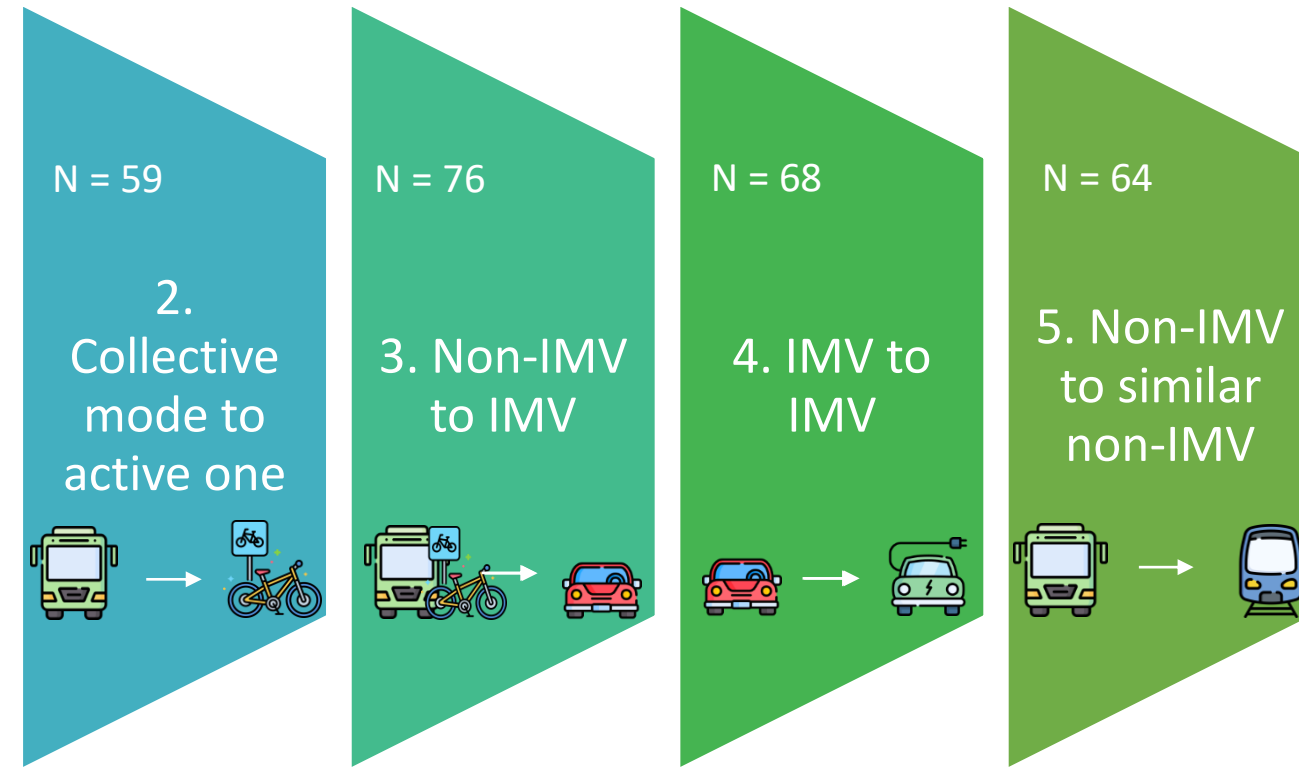 N = 59
2.
Collective
mode to
active one
N = 76
3. Non-IMV
to IMV
N = 68
4. IMV to
IMV
N = 64
5. Non-IMV
to similar
non-IMV